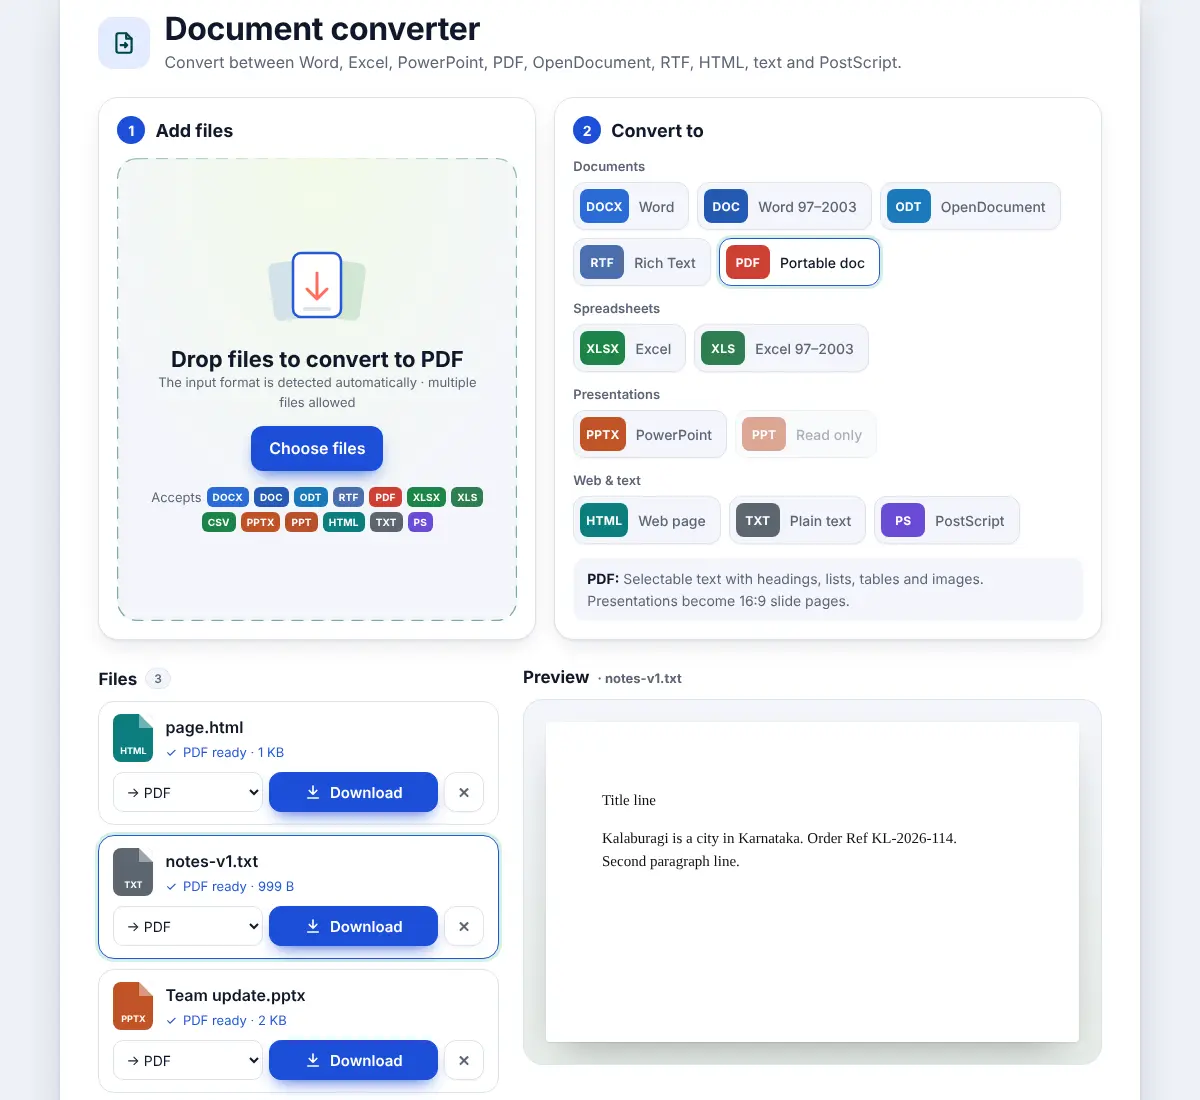 Document converter
Convert between Word, Excel, PowerPoint, PDF, OpenDocument, RTF, HTML, text and PostScript.
1 Add files
Drop files to convert to PDF
The input format is detected automatically · multiple
files allowed
Choose files
Accepts DOCX DOC ODT RTF PDF XLSX XLS
CSV PPTX PPT HTML TXT PS
2 Convert to
Documents
DOCX Word DOC Word 97–2003 ODT OpenDocument
RTF Rich Text PDF Portable doc
Spreadsheets
XLSX Excel XLS Excel 97–2003
Presentations
PPTX PowerPoint PPT Read only
Web & text
HTML Web page TXT Plain text PS PostScript
PDF: Selectable text with headings, lists, tables and images.
Presentations become 16:9 slide pages.
Files 3
HTML
page.html
✓ PDF ready · 1 KB
→ PDF Download ✕
TXT
notes-v1.txt
✓ PDF ready · 999 B
→ PDF Download ✕
PPTX
Team update.pptx
✓ PDF ready · 2 KB
→ PDF Download ✕
Preview · notes-v1.txt
Title line
Kalaburagi is a city in Karnataka. Order Ref KL-2026-114.
Second paragraph line.